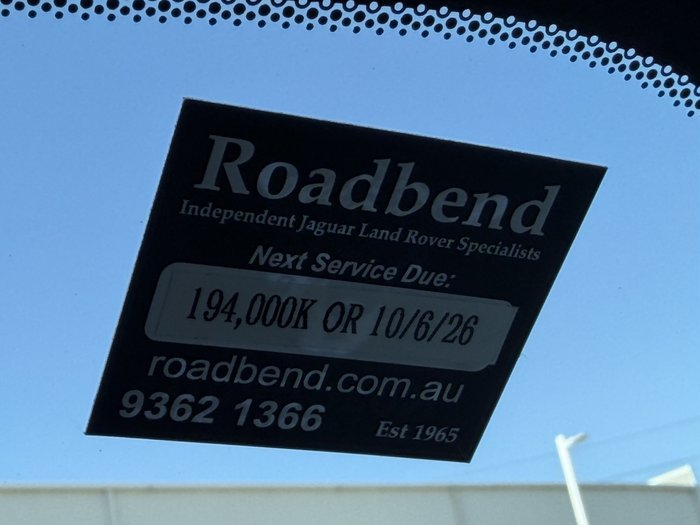 Roadbend
Independent Jaguar Land Rover Specialists
Next Service Due:
194,000K OR 10/6/26
roadbend.com.au
9362 1366
Est 1965